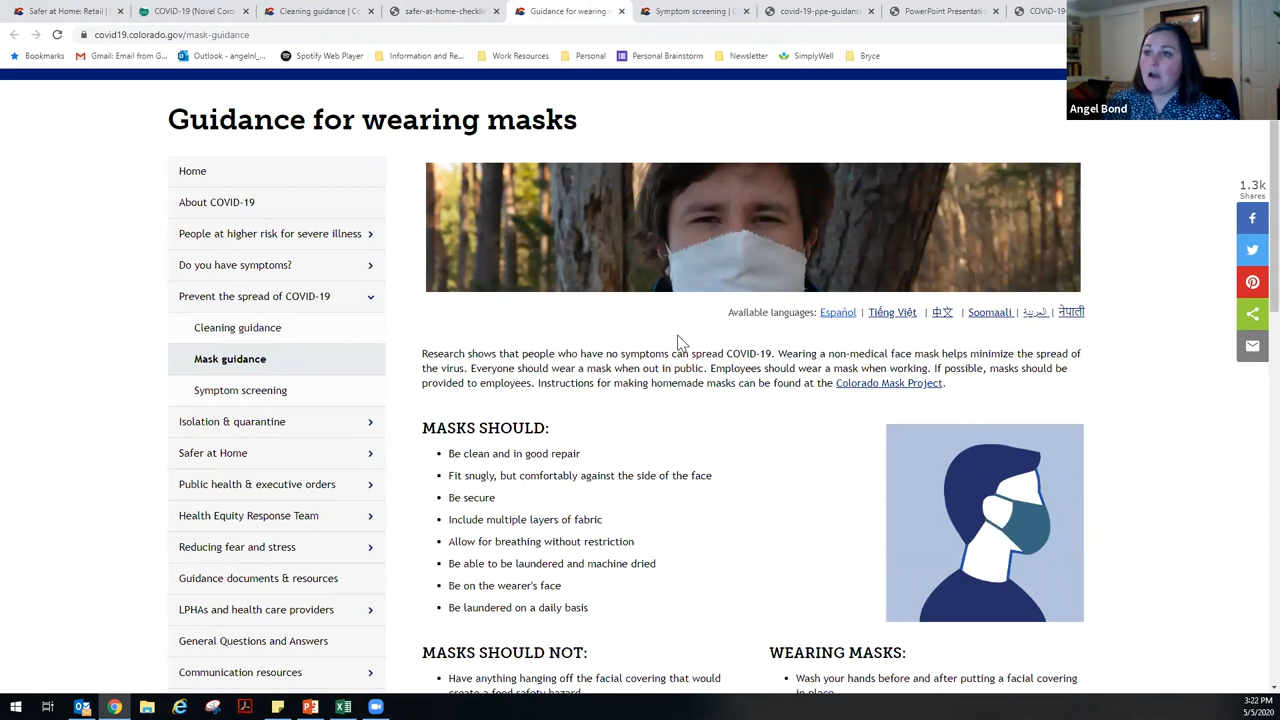 Safer at Home: Retail |
COVID-19 (Novel Coro
Cleaning guidance | C
safer-at-home-checklis
Guidance for wearing m
Symptom screening | C
covid-19-ppe-guidanc
PowerPoint Presentatio
COVID-19
covid19.colorado.gov/mask-guidance
Bookmarks
Gmail: Email from G...
Outlook - angelnl_...
Spotify Web Player
Information and Re...
Personal
Work Resources
Personal Brainstorm
Newsletter
SimplyWell
Bryce
Angel Bond
Guidance for wearing masks
Home
About COVID-19
People at higher risk for severe illness
Do you have symptoms?
Prevent the spread of COVID-19
Cleaning guidance
Mask guidance
Symptom screening
Isolation & quarantine
Safer at Home
Public health & executive orders
Health Equity Response Team
Reducing fear and stress
Guidance documents & resources
LPHAs and health care providers
General Questions and Answers
Communication resources
Available languages: Español | Tiếng Việt | 中文 | Soomaali | العربية | नेपाली
Research shows that people who have no symptoms can spread COVID-19. Wearing a non-medical face mask helps minimize the spread of
the virus. Everyone should wear a mask when out in public. Employees should wear a mask when working. If possible, masks should be
provided to employees. Instructions for making homemade masks can be found at the Colorado Mask Project.
MASKS SHOULD:
• Be clean and in good repair
• Fit snugly, but comfortably against the side of the face
• Be secure
• Include multiple layers of fabric
• Allow for breathing without restriction
• Be able to be laundered and machine dried
• Be on the wearer's face
• Be laundered on a daily basis
MASKS SHOULD NOT:
• Have anything hanging off the facial covering that would
create a food safety hazard
WEARING MASKS:
• Wash your hands before and after putting a facial covering
in place
1.3k
Shares
3:22 PM
5/5/2020